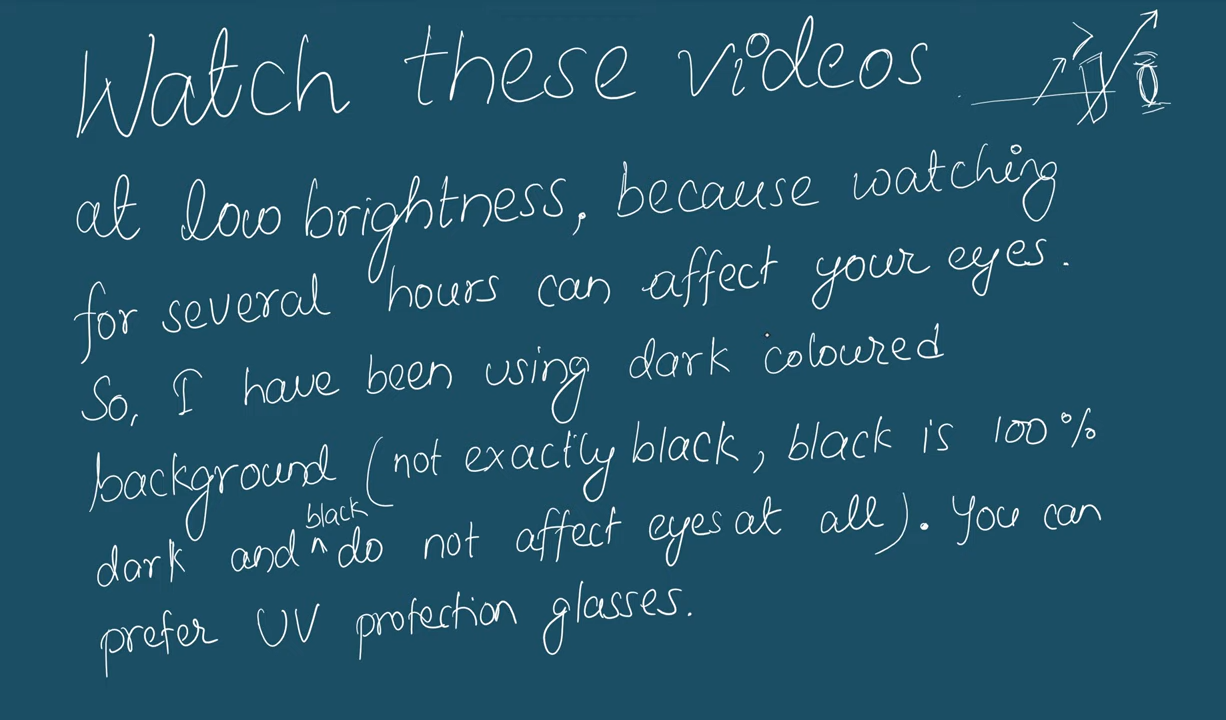 Watch these videos
at low brightness, because watching
for several hours can affect your eyes.
So, I have been using dark coloured
background (not exactly black, black is 100%
dark and ^ black do not affect eyes at all). You can
prefer UV protection glasses.